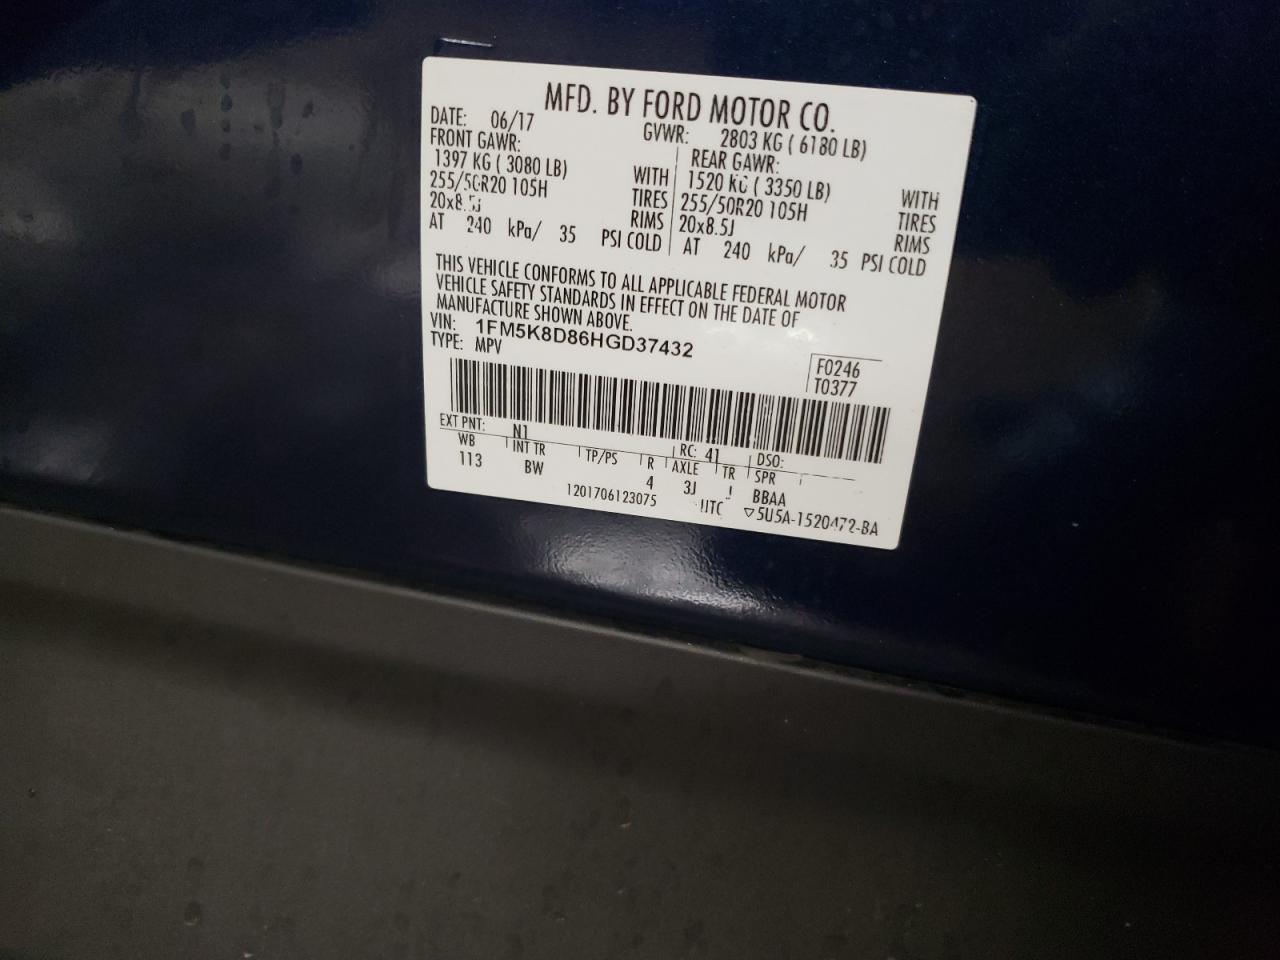 MFD. BY FORD MOTOR CO.
DATE: 06/17 GVWR: 2803 KG ( 6180 LB)
FRONT GAWR: REAR GAWR:
1397 KG ( 3080 LB) WITH 1520 KG ( 3350 LB) WITH
255/50R20 105H TIRES 255/50R20 105H TIRES
20x8.5J RIMS 20x8.5J RIMS
AT 240 kPa/ 35 PSI COLD AT 240 kPa/ 35 PSI COLD
THIS VEHICLE CONFORMS TO ALL APPLICABLE FEDERAL MOTOR
VEHICLE SAFETY STANDARDS IN EFFECT ON THE DATE OF
MANUFACTURE SHOWN ABOVE.
VIN: 1FM5K8D86HGD37432
TYPE: MPV
F0246
T0377
EXT PNT: N1 RC: 41 DSO:
WB INT TR TP/PS R AXLE TR SPR
113 BW 4 3J BBAA
1201706123075 UTC ▽5U5A-1520472-BA